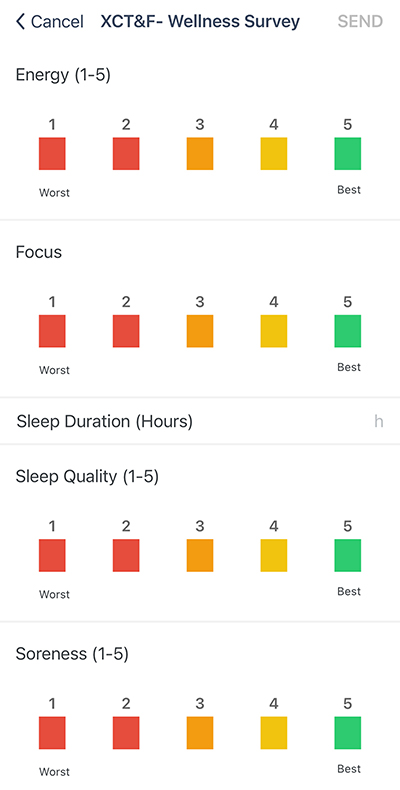 Cancel XCT&F- Wellness Survey SEND
Energy (1-5)
1 2 3 4 5
Worst Best
Focus
1 2 3 4 5
Worst Best
Sleep Duration (Hours) h
Sleep Quality (1-5)
1 2 3 4 5
Worst Best
Soreness (1-5)
1 2 3 4 5
Worst Best